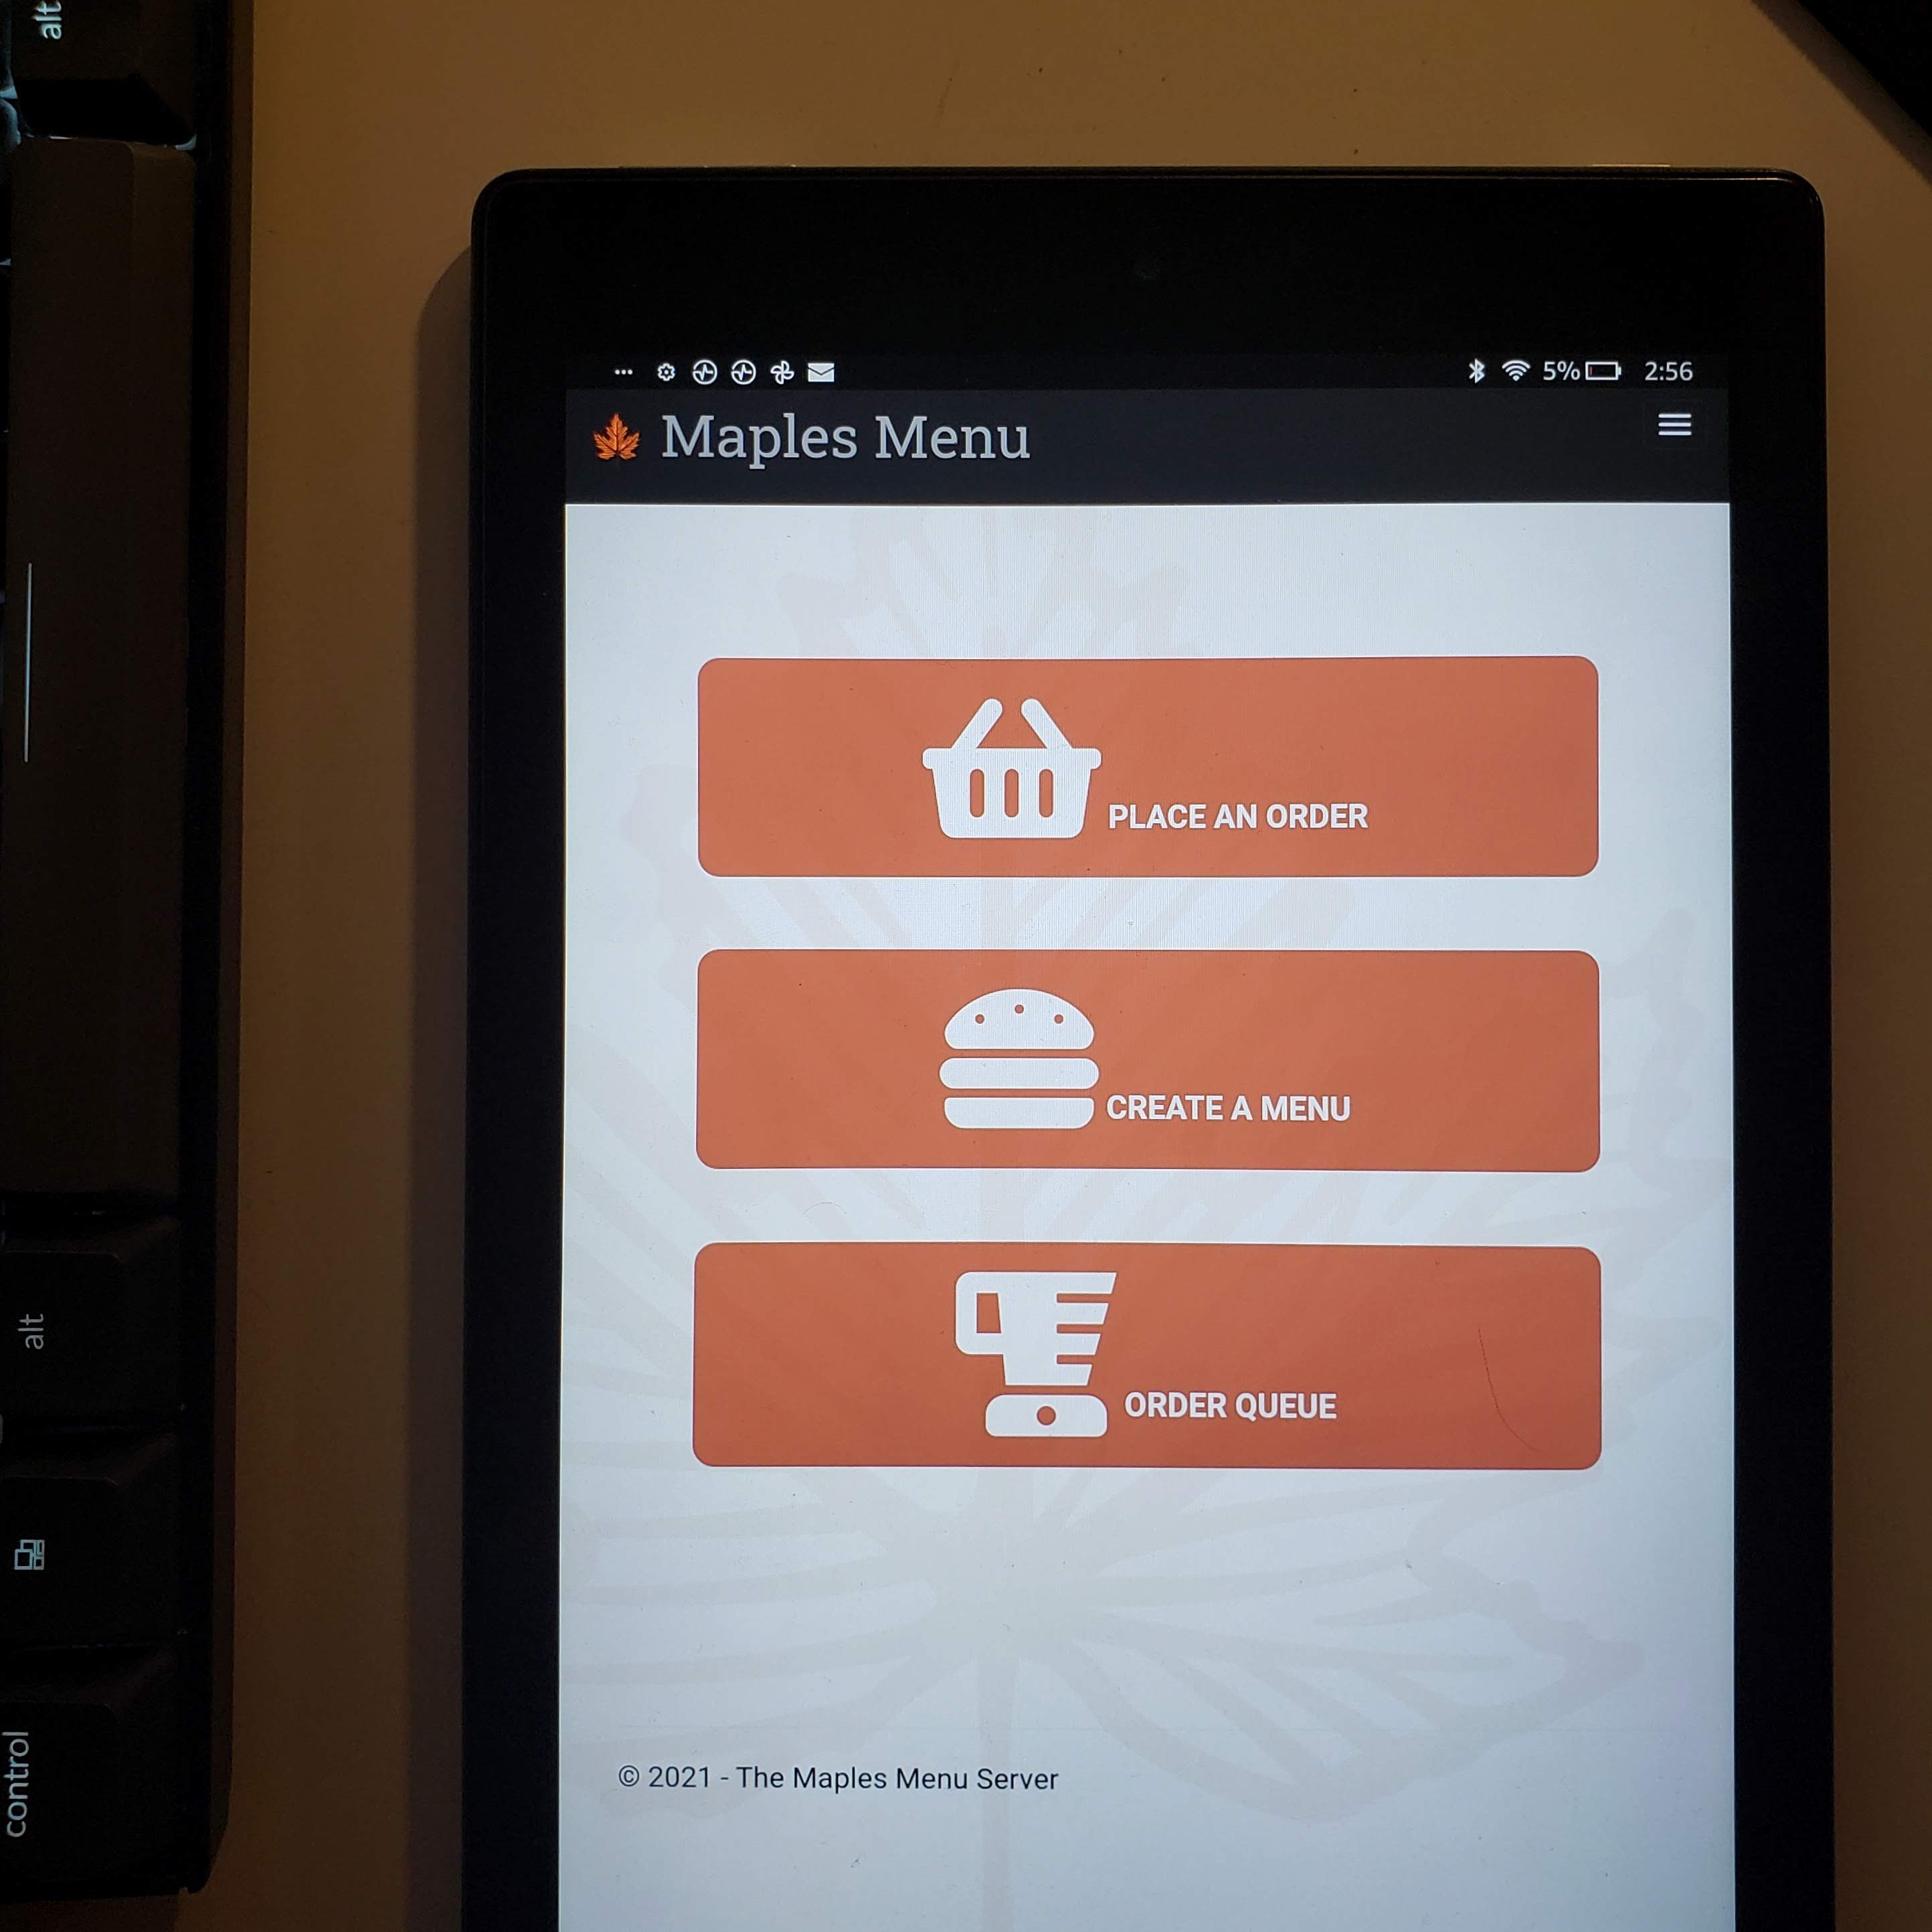 5% 2:56
Maples Menu
PLACE AN ORDER
CREATE A MENU
ORDER QUEUE
© 2021 - The Maples Menu Server
alt
alt
control